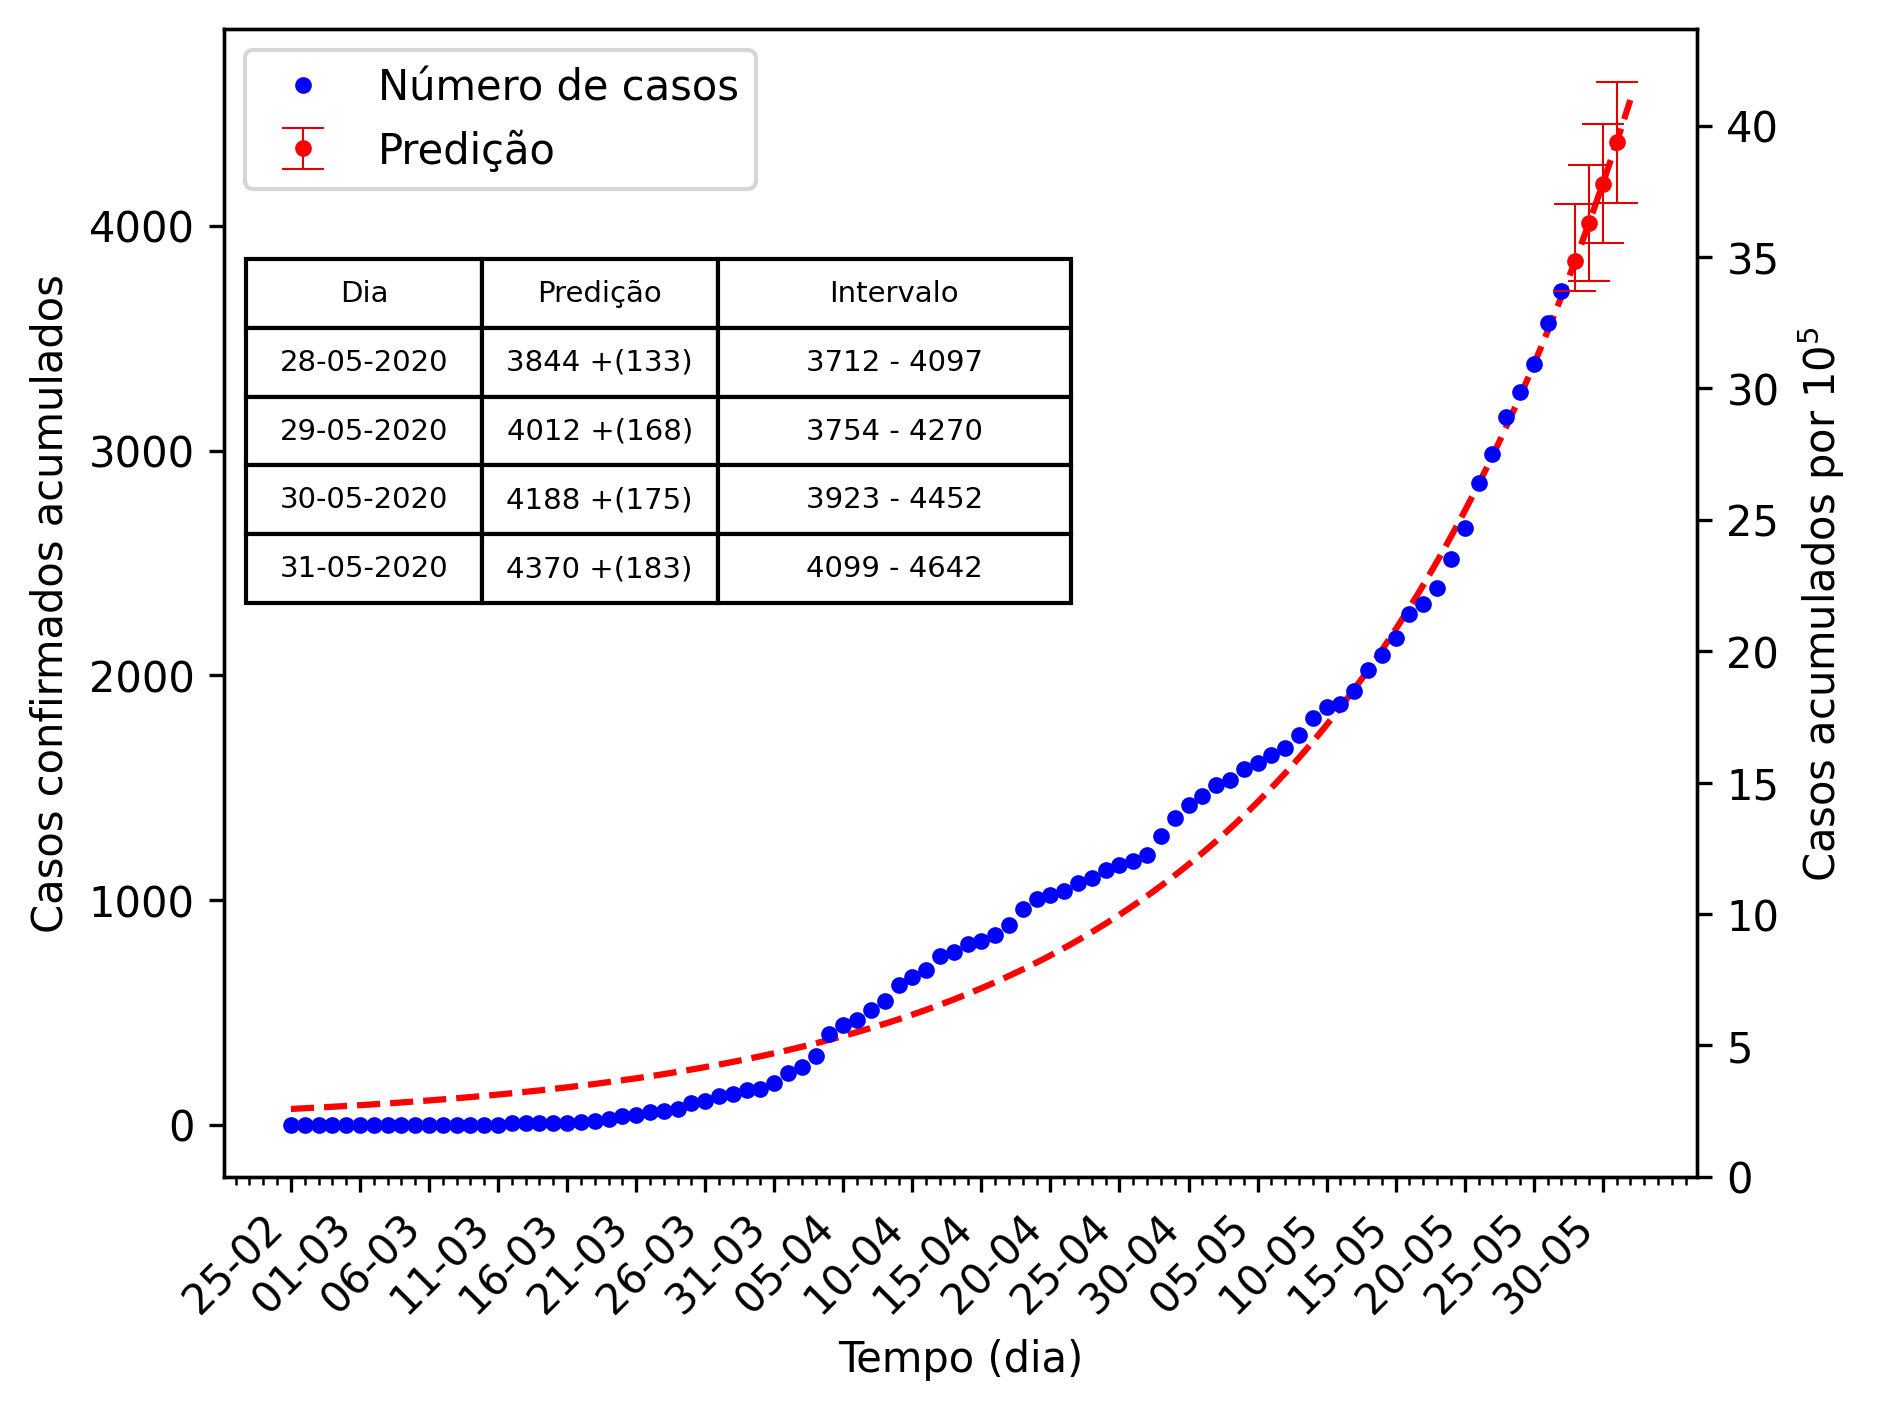 Número de casos
Predição
Dia Predição Intervalo
28-05-2020 3844 +(133) 3712 - 4097
29-05-2020 4012 +(168) 3754 - 4270
30-05-2020 4188 +(175) 3923 - 4452
31-05-2020 4370 +(183) 4099 - 4642
Casos confirmados acumulados
4000
3000
2000
1000
0
Casos acumulados por 10⁵
40
35
30
25
20
15
10
5
0
25-02 01-03 06-03 11-03 16-03 21-03 26-03 31-03 05-04 10-04 15-04 20-04 25-04 30-04 05-05 10-05 15-05 20-05 25-05 30-05
Tempo (dia)